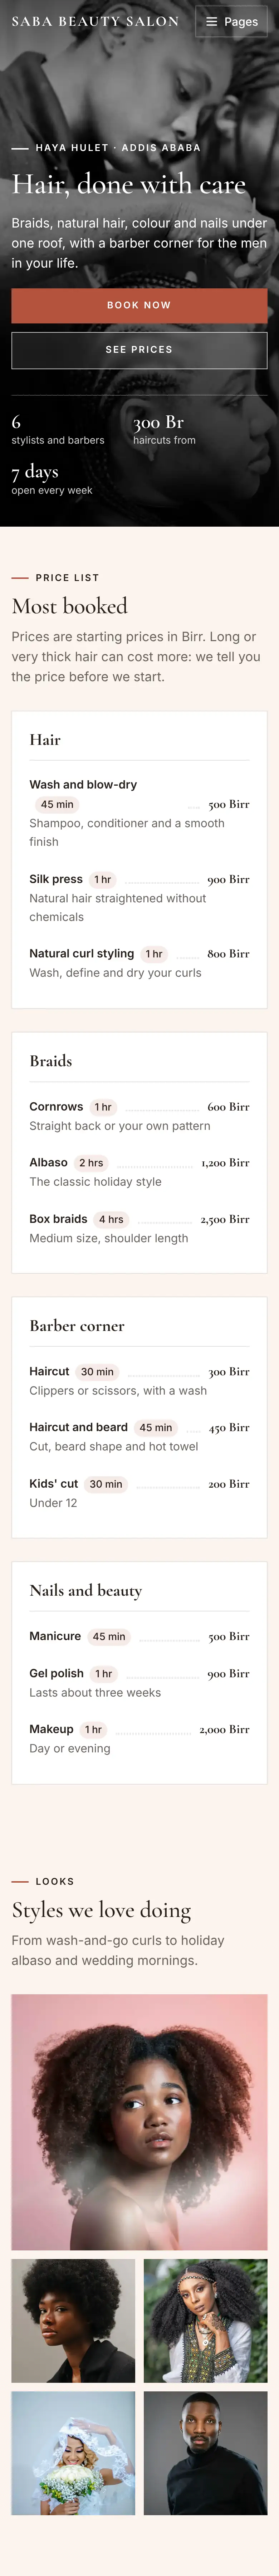 SABA BEAUTY SALON
Pages
HAYA HULET · ADDIS ABABA
Hair, done with care
Braids, natural hair, colour and nails under
one roof, with a barber corner for the men
in your life.
BOOK NOW
SEE PRICES
6
stylists and barbers
300 Br
haircuts from
7 days
open every week
PRICE LIST
Most booked
Prices are starting prices in Birr. Long or
very thick hair can cost more: we tell you
the price before we start.
Hair
Wash and blow-dry
45 min 500 Birr
Shampoo, conditioner and a smooth
finish
Silk press 1 hr 900 Birr
Natural hair straightened without
chemicals
Natural curl styling 1 hr 800 Birr
Wash, define and dry your curls
Braids
Cornrows 1 hr 600 Birr
Straight back or your own pattern
Albaso 2 hrs 1,200 Birr
The classic holiday style
Box braids 4 hrs 2,500 Birr
Medium size, shoulder length
Barber corner
Haircut 30 min 300 Birr
Clippers or scissors, with a wash
Haircut and beard 45 min 450 Birr
Cut, beard shape and hot towel
Kids' cut 30 min 200 Birr
Under 12
Nails and beauty
Manicure 45 min 500 Birr
Gel polish 1 hr 900 Birr
Lasts about three weeks
Makeup 1 hr 2,000 Birr
Day or evening
LOOKS
Styles we love doing
From wash-and-go curls to holiday
albaso and wedding mornings.